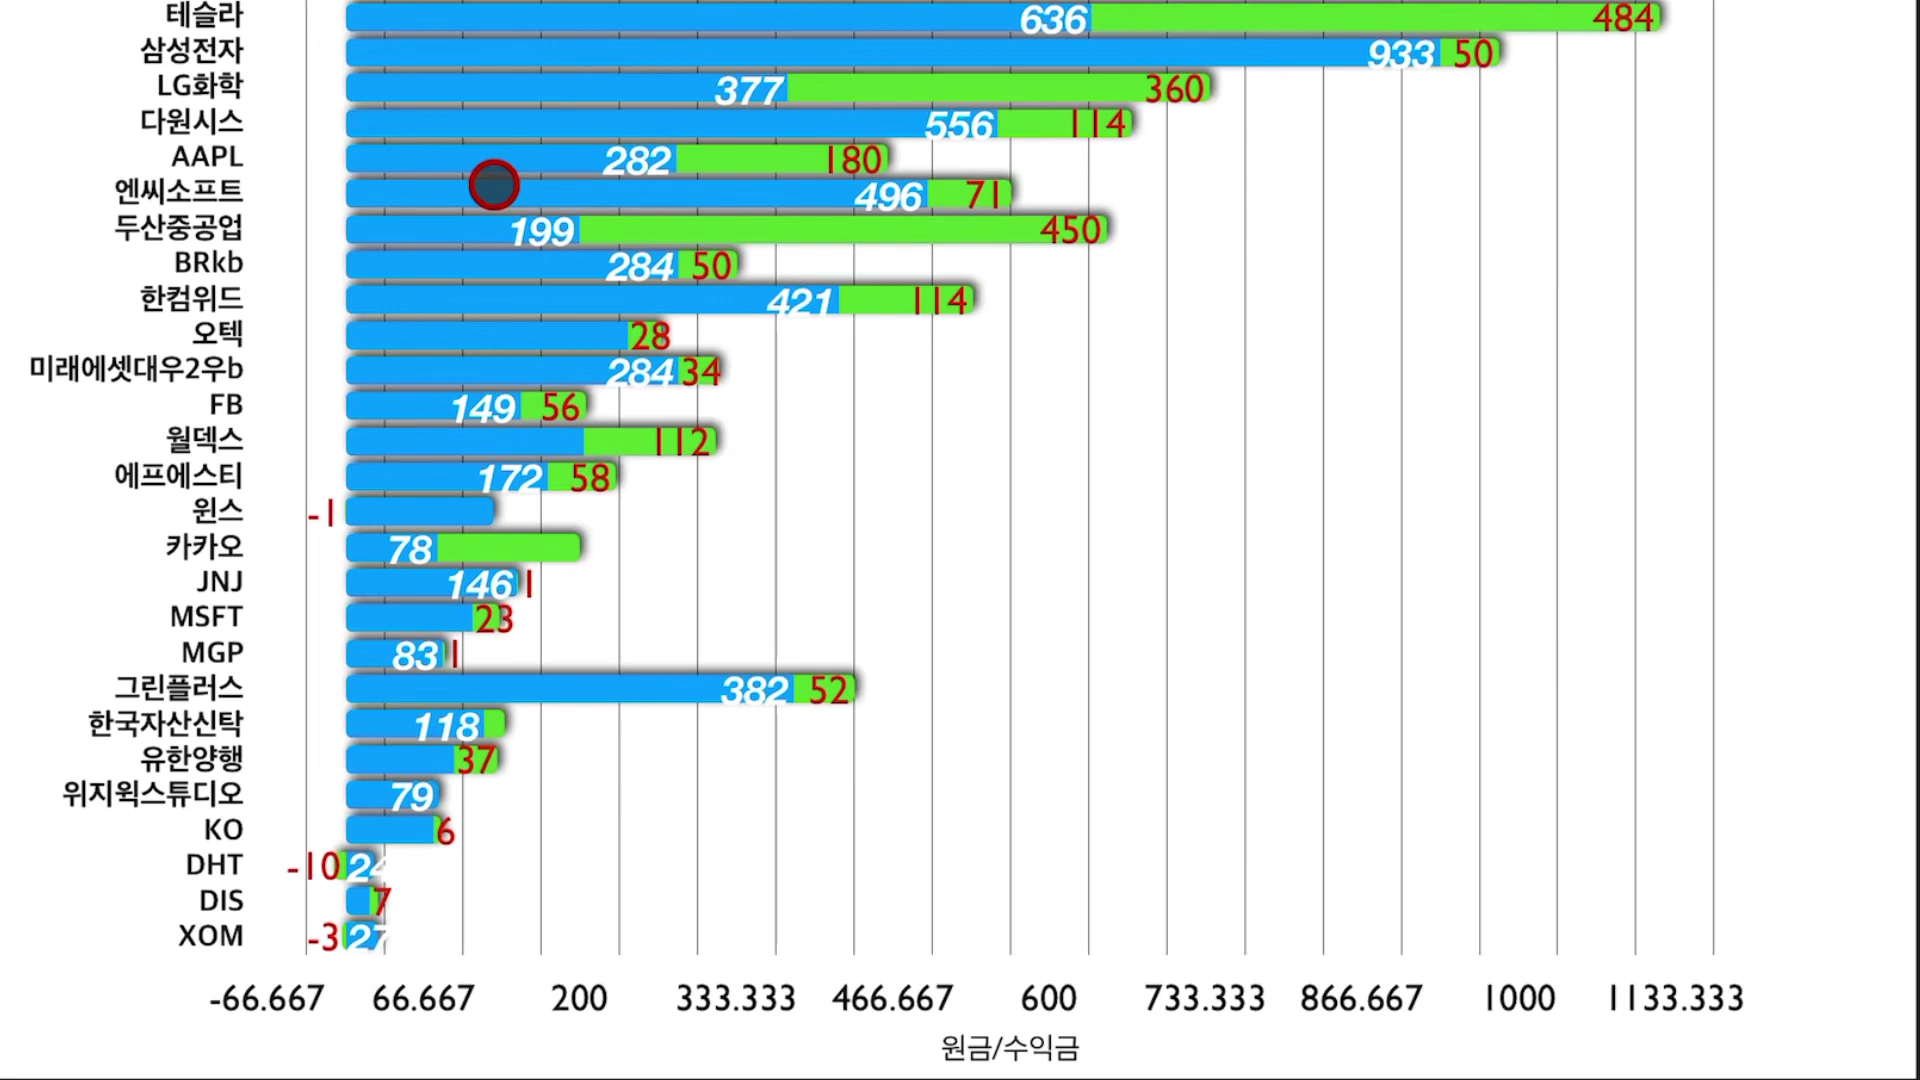 테슬라 636 484
삼성전자 933 50
LG화학 377 360
다원시스 556 114
AAPL 282 180
엔씨소프트 496 71
두산중공업 199 450
BRkb 284 50
한컴위드 421 114
오텍 28
미래에셋대우2우b 284 34
FB 149 56
월덱스 112
에프에스티 172 58
윈스 -1
카카오 78
JNJ 146 1
MSFT 23
MGP 83 1
그린플러스 382 52
한국자산신탁 118
유한양행 37
위지윅스튜디오 79
KO 6
DHT -10 24
DIS 7
XOM -3 27
-66.667 66.667 200 333.333 466.667 600 733.333 866.667 1000 1133.333
원금/수익금